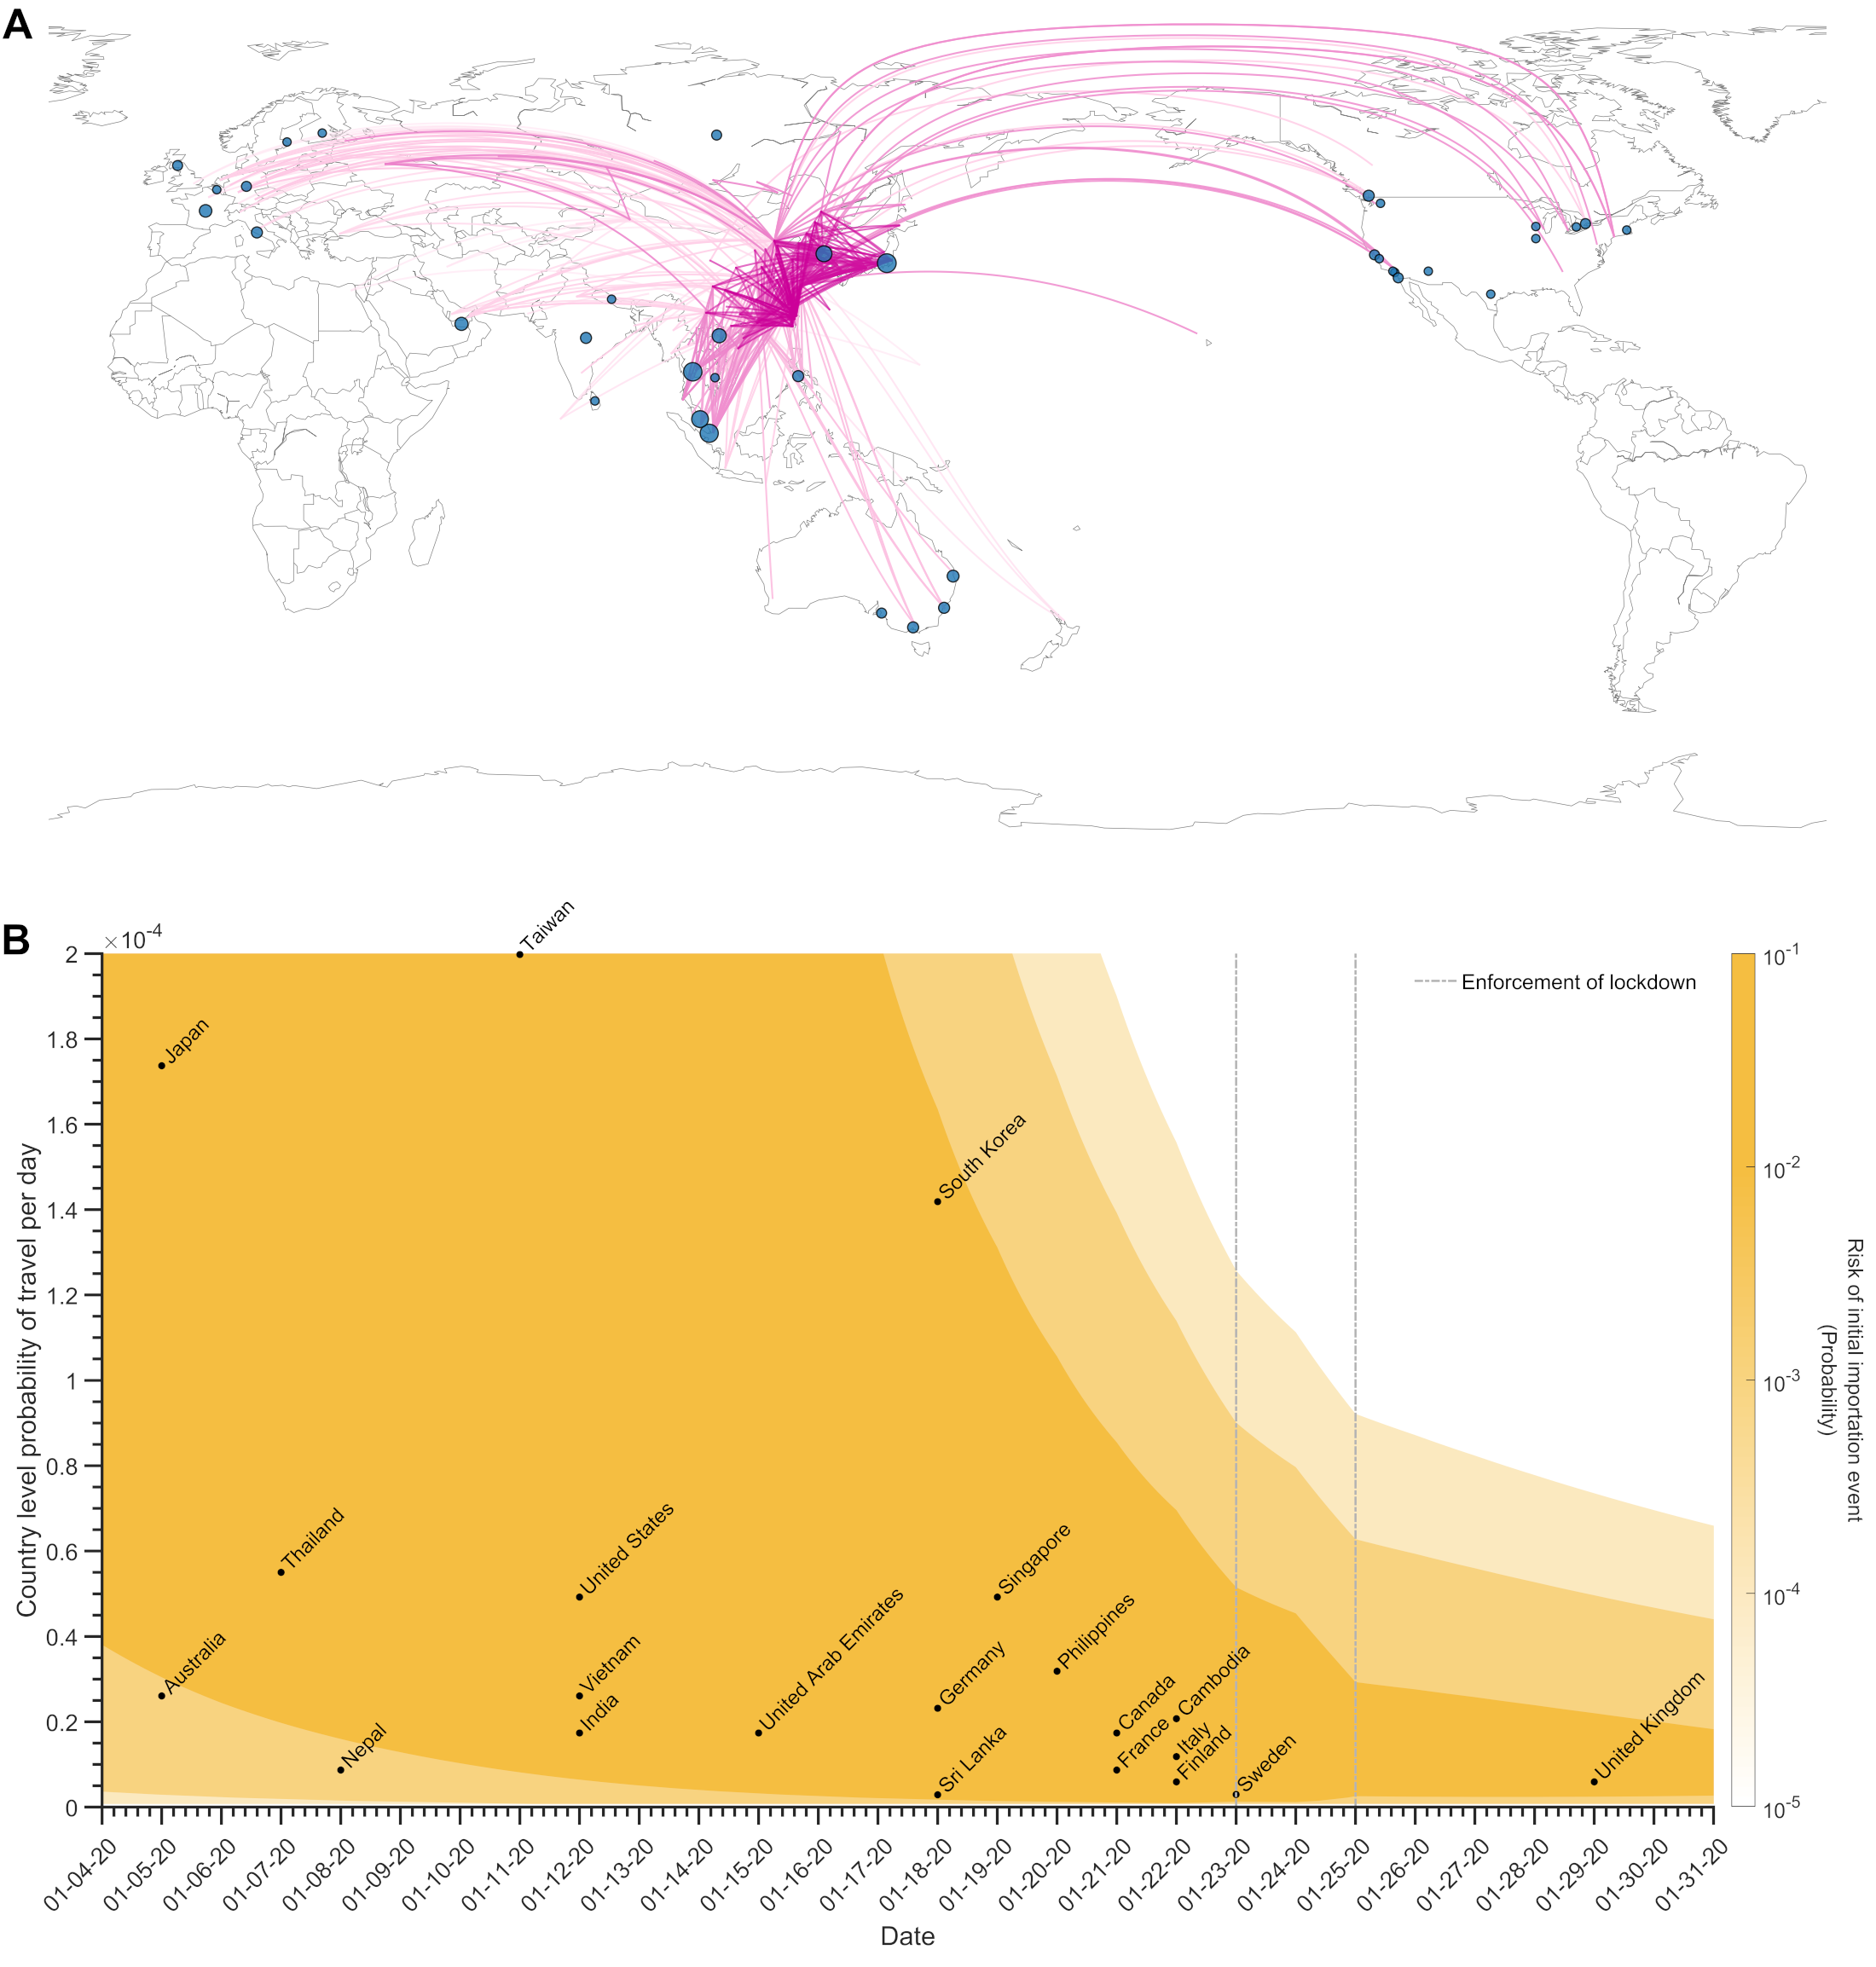 A
B
×10-4
2
1.8
1.6
1.4
1.2
1
0.8
0.6
0.4
0.2
0
Country level probability of travel per day
Taiwan
Japan
South Korea
Thailand
United States
Singapore
Australia
Vietnam
India
United Arab Emirates
Germany
Philippines
Nepal
Sri Lanka
Canada
France
Cambodia
Italy
Finland
Sweden
United Kingdom
Enforcement of lockdown
01-04-20
01-05-20
01-06-20
01-07-20
01-08-20
01-09-20
01-10-20
01-11-20
01-12-20
01-13-20
01-14-20
01-15-20
01-16-20
01-17-20
01-18-20
01-19-20
01-20-20
01-21-20
01-22-20
01-23-20
01-24-20
01-25-20
01-26-20
01-27-20
01-28-20
01-29-20
01-30-20
01-31-20
Date
10-1
10-2
10-3
10-4
10-5
Risk of initial importation event
(Probability)